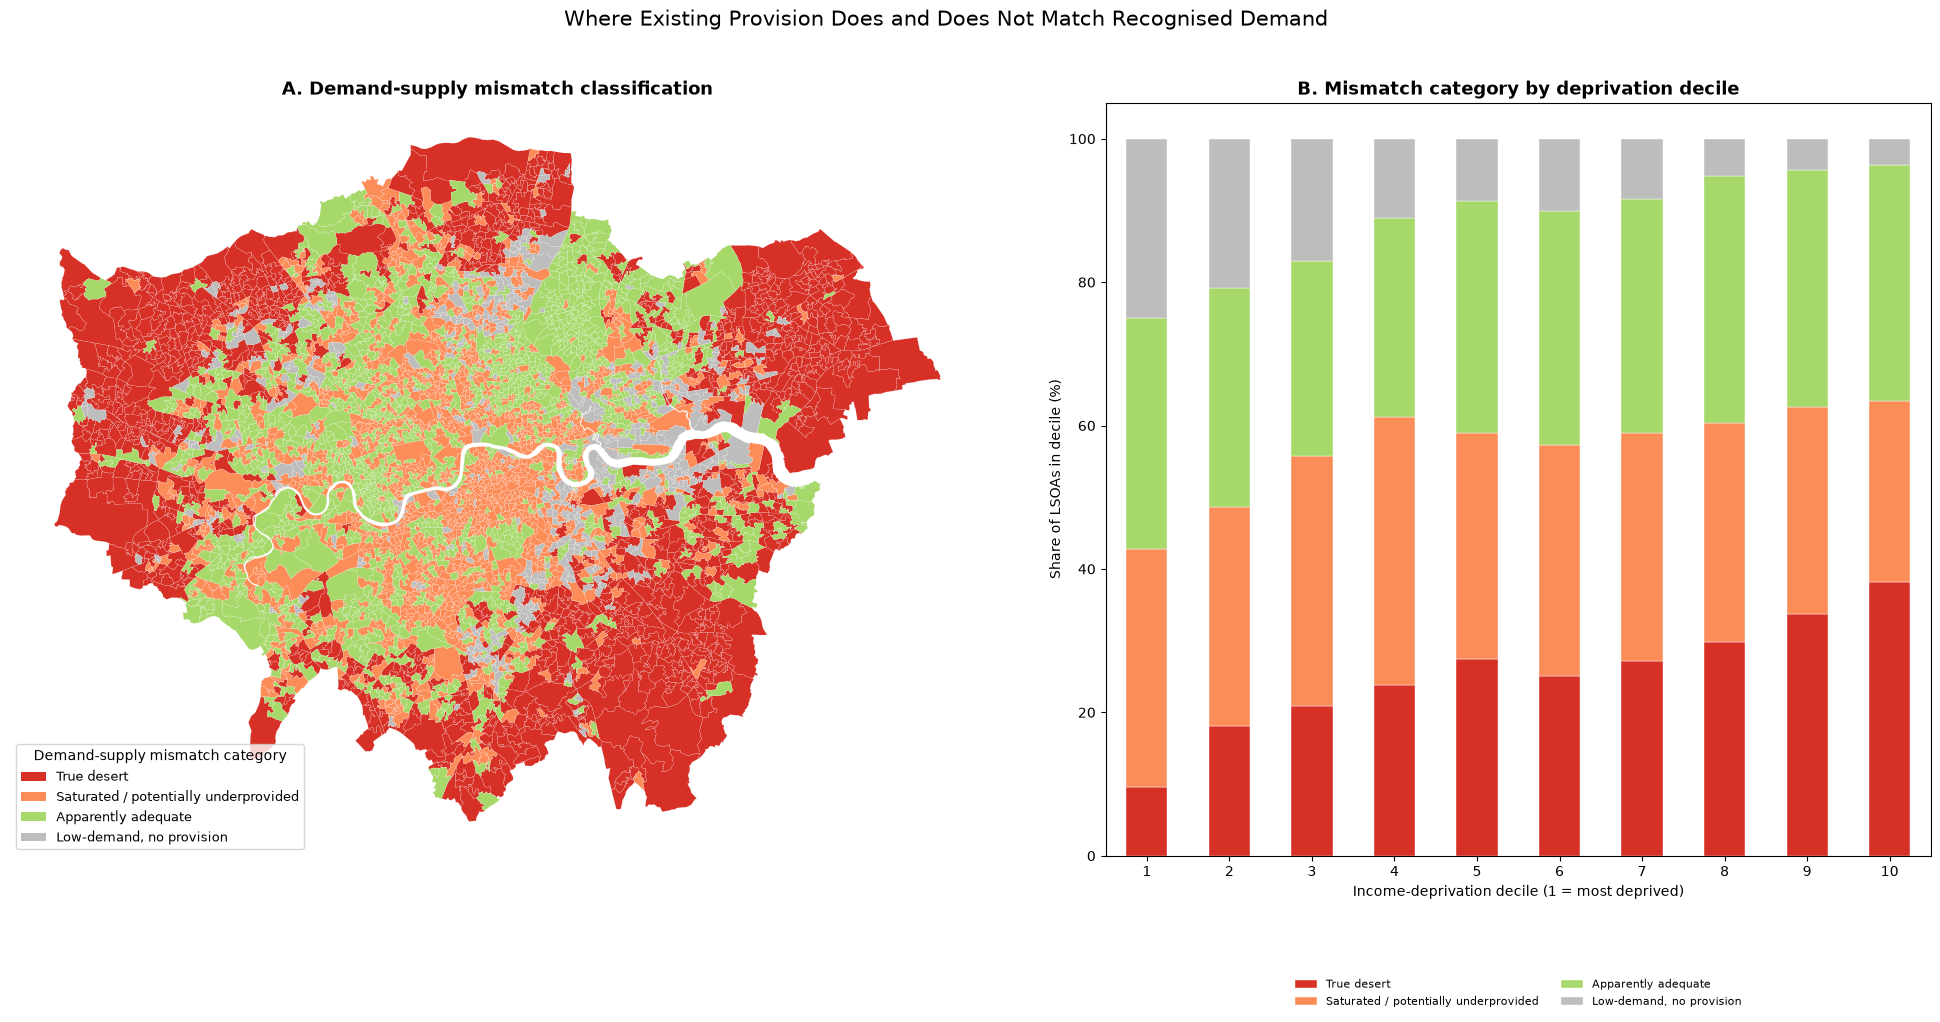 Where Existing Provision Does and Does Not Match Recognised Demand
A. Demand-supply mismatch classification
Demand-supply mismatch category
True desert
Saturated / potentially underprovided
Apparently adequate
Low-demand, no provision
B. Mismatch category by deprivation decile
Share of LSOAs in decile (%)
100
80
60
40
20
0
1 2 3 4 5 6 7 8 9 10
Income-deprivation decile (1 = most deprived)
True desert
Saturated / potentially underprovided
Apparently adequate
Low-demand, no provision